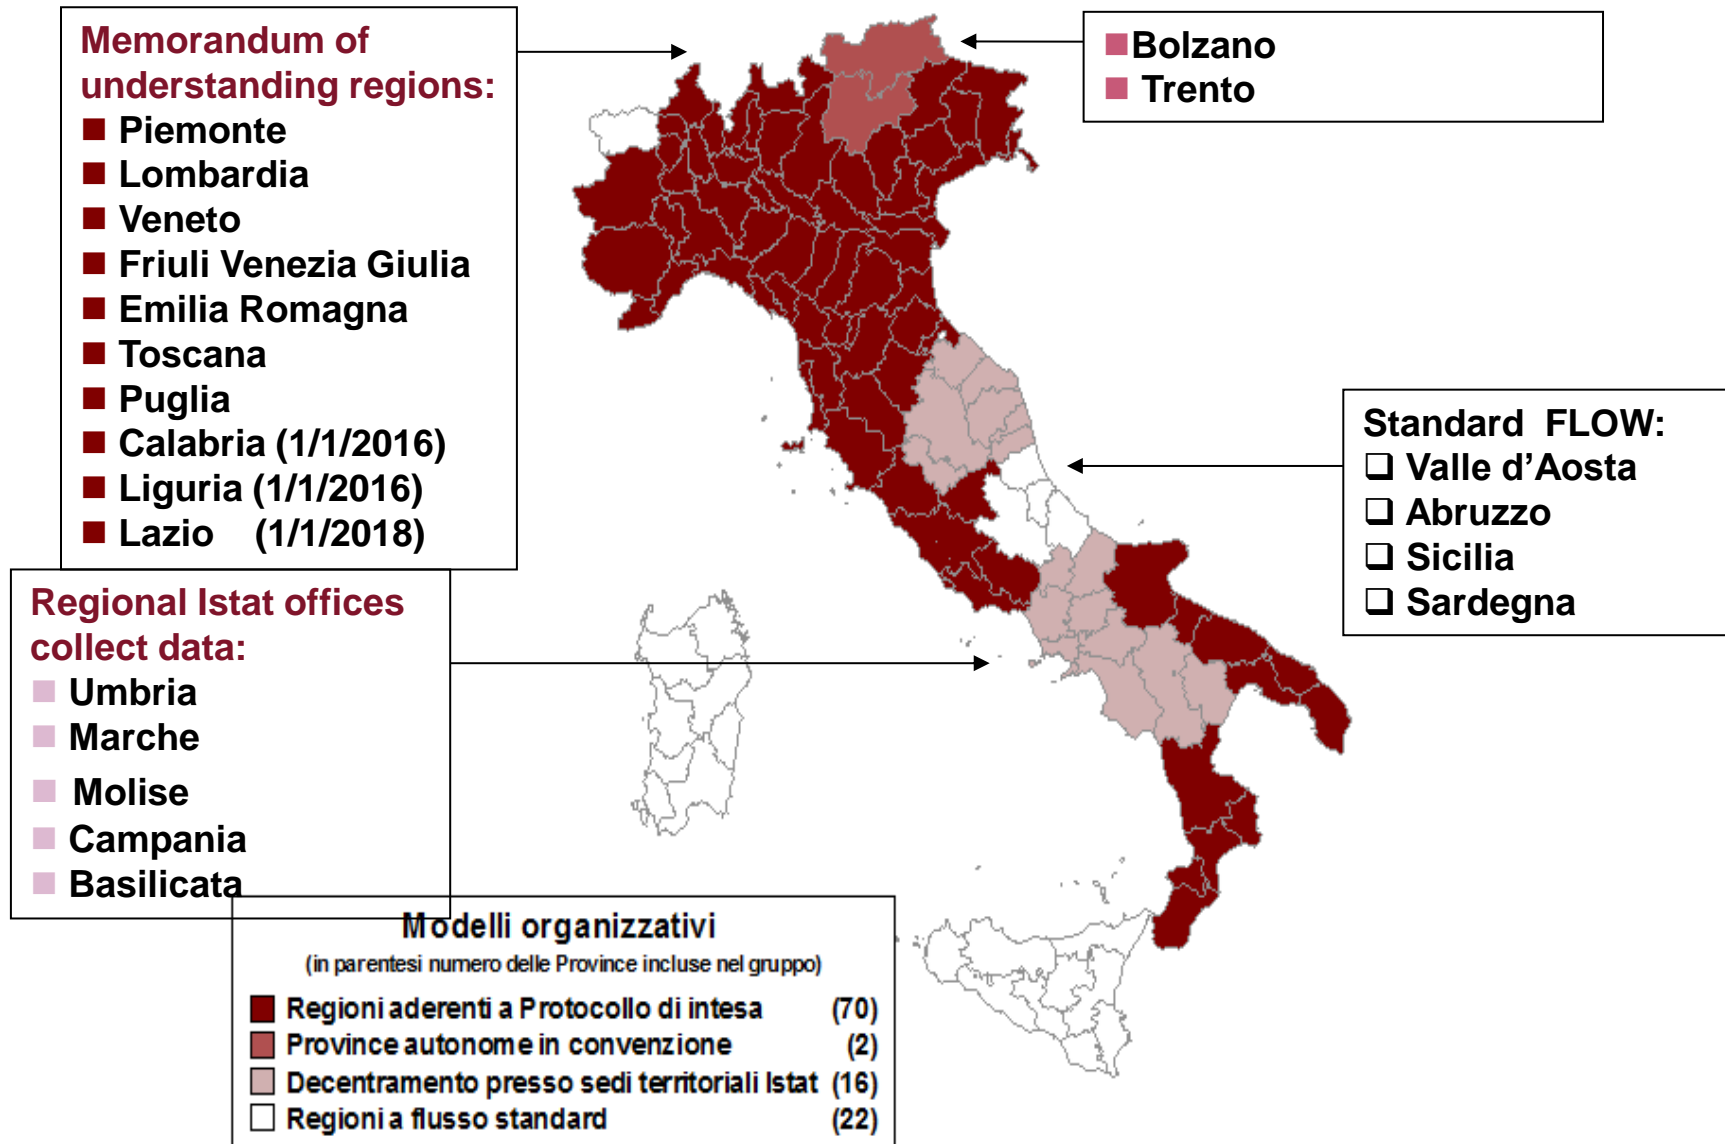 Memorandum of
understanding regions:
Piemonte
Lombardia
Veneto
Friuli Venezia Giulia
Emilia Romagna
Toscana
Puglia
Calabria (1/1/2016)
Liguria (1/1/2016)
Lazio (1/1/2018)
Bolzano
Trento
Standard FLOW:
Valle d’Aosta
Abruzzo
Sicilia
Sardegna
Regional Istat offices
collect data:
Umbria
Marche
Molise
Campania
Basilicata
Modelli organizzativi
(in parentesi numero delle Province incluse nel gruppo)
Regioni aderenti a Protocollo di intesa (70)
Province autonome in convenzione (2)
Decentramento presso sedi territoriali Istat (16)
Regioni a flusso standard (22)